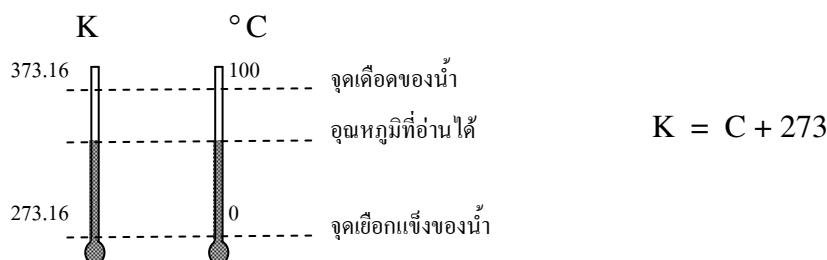 K ° C
373.16 100 จุดเดือดของน้ำ
อุณหภูมิที่อ่านได้ K = C + 273
273.16 0 จุดเยือกแข็งของน้ำ